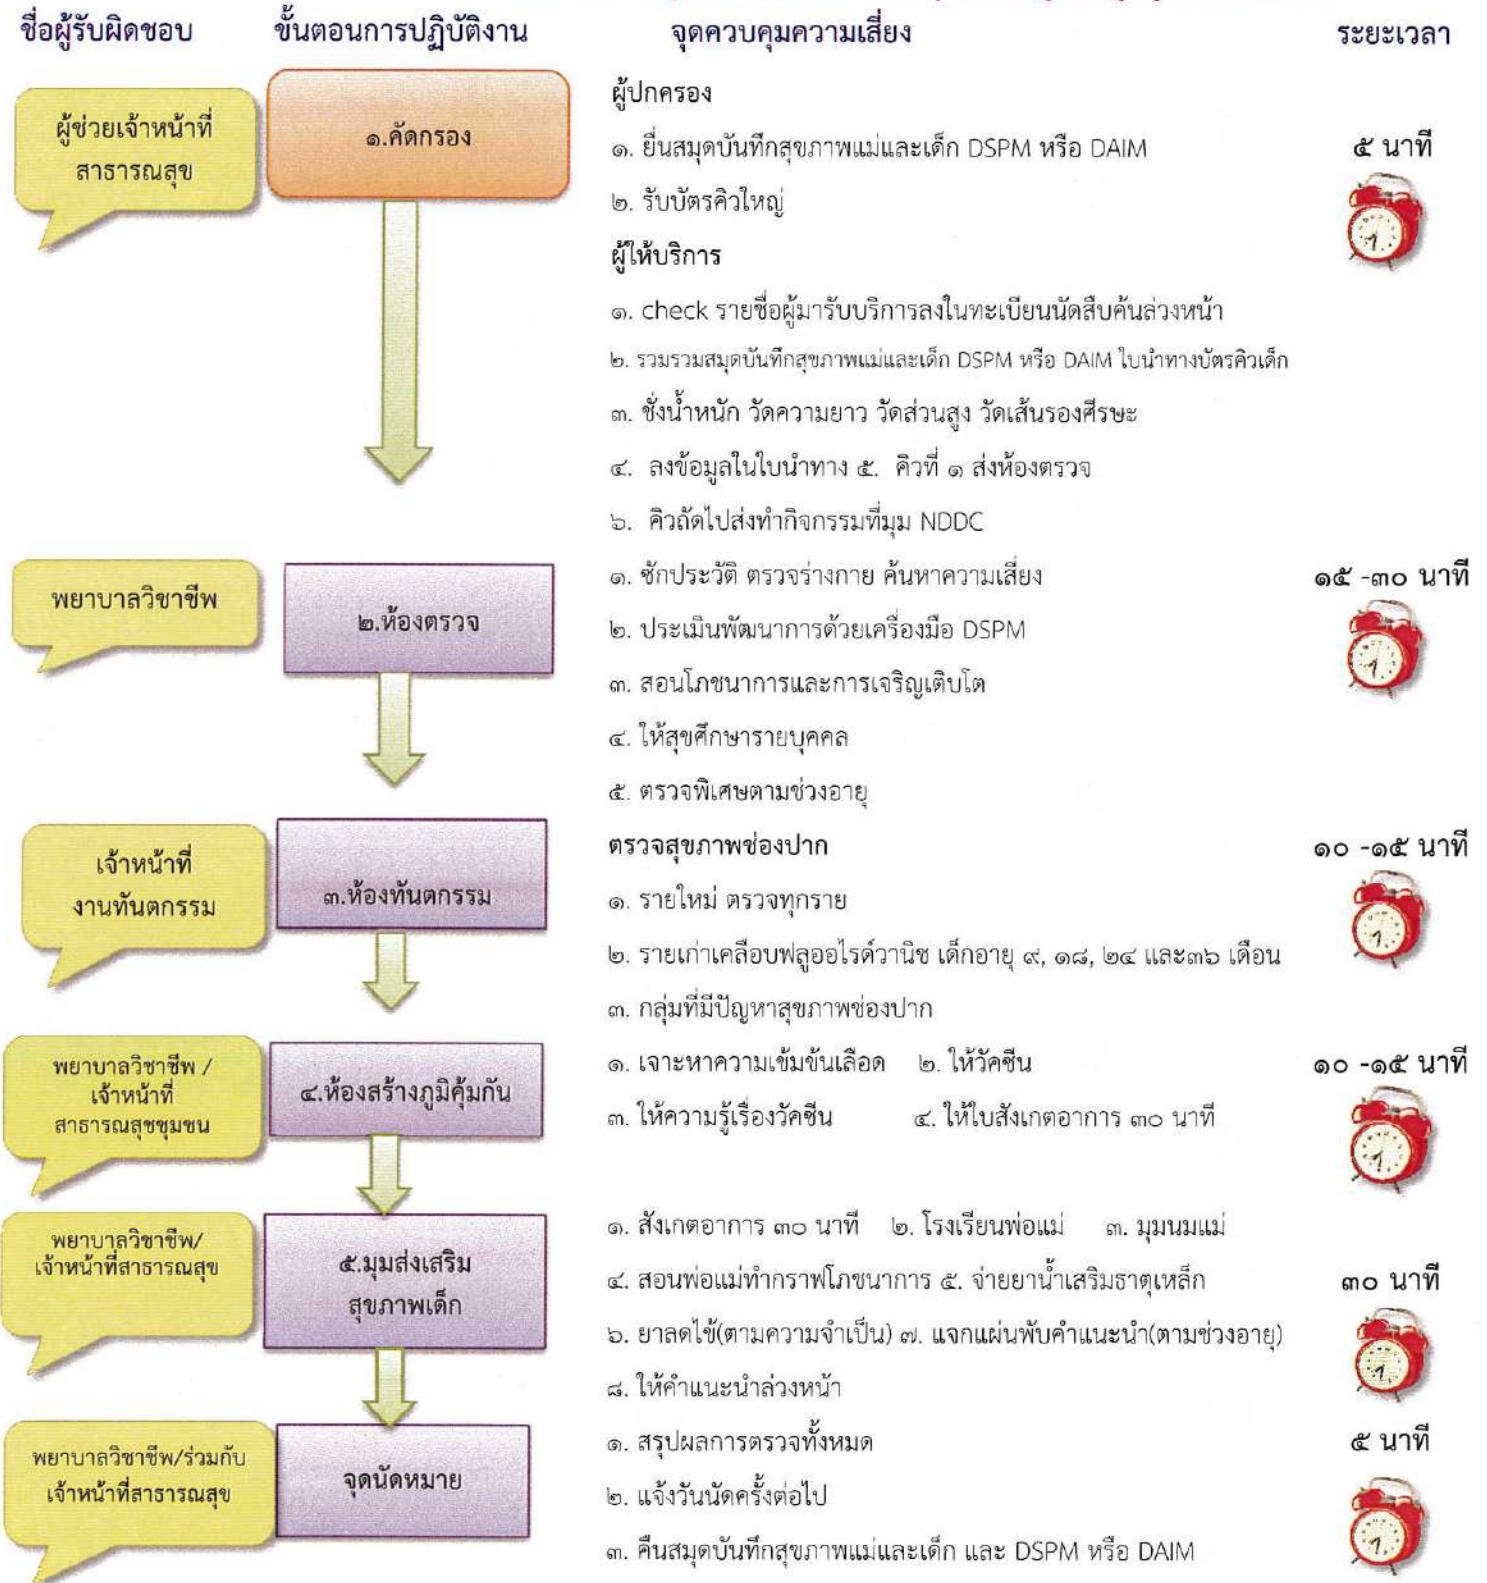 ชื่อผู้รับผิดชอบ ขั้นตอนการปฏิบัติงาน จุดควบคุมความเสี่ยง ระยะเวลา
ผู้ช่วยเจ้าหน้าที่
สาธารณสุข
๑.คัดกรอง
ผู้ปกครอง
๑. ยื่นสมุดบันทึกสุขภาพแม่และเด็ก DSPM หรือ DAIM
๒. รับบัตรคิวใหญ่
๕ นาที
ผู้ให้บริการ
๑. check รายชื่อผู้มารับบริการลงในทะเบียนนัดสืบค้นล่วงหน้า
๒. รวมรวมสมุดบันทึกสุขภาพแม่และเด็ก DSPM หรือ DAIM ใบนำทางบัตรคิวเด็ก
๓. ชั่งน้ำหนัก วัดความยาว วัดส่วนสูง วัดเส้นรองศีรษะ
๔. ลงข้อมูลในใบนำทาง ๕. คิวที่ ๑ ส่งห้องตรวจ
๖. คิวถัดไปส่งทำกิจกรรมที่มุม NDDC
พยาบาลวิชาชีพ
๒.ห้องตรวจ
๑. ซักประวัติ ตรวจร่างกาย ค้นหาความเสี่ยง
๒. ประเมินพัฒนาการด้วยเครื่องมือ DSPM
๓. สอนโภชนาการและการเจริญเติบโต
๔. ให้สุขศึกษารายบุคคล
๕. ตรวจพิเศษตามช่วงอายุ
๑๕ -๓๐ นาที
เจ้าหน้าที่
งานทันตกรรม
๓.ห้องทันตกรรม
ตรวจสุขภาพช่องปาก
๑. รายใหม่ ตรวจทุกราย
๒. รายเก่าเคลือบฟลูออไรด์วานิช เด็กอายุ ๙, ๑๘, ๒๔ และ๓๖ เดือน
๓. กลุ่มที่มีปัญหาสุขภาพช่องปาก
๑๐ -๑๕ นาที
พยาบาลวิชาชีพ /
เจ้าหน้าที่
สาธารณสุชชุมชน
๔.ห้องสร้างภูมิคุ้มกัน
๑. เจาะหาความเข้มข้นเลือด ๒. ให้วัคซีน
๓. ให้ความรู้เรื่องวัคซีน ๔. ให้ใบสังเกตอาการ ๓๐ นาที
๑๐ -๑๕ นาที
พยาบาลวิชาชีพ/
เจ้าหน้าที่สาธารณสุข
๕.มุมส่งเสริม
สุขภาพเด็ก
๑. สังเกตอาการ ๓๐ นาที ๒. โรงเรียนพ่อแม่ ๓. มุมนมแม่
๔. สอนพ่อแม่ทำกราฟโภชนาการ ๕. จ่ายยาน้ำเสริมธาตุเหล็ก
๖. ยาลดไข้(ตามความจำเป็น) ๗. แจกแผ่นพับคำแนะนำ(ตามช่วงอายุ)
๘. ให้คำแนะนำล่วงหน้า
๓๐ นาที
พยาบาลวิชาชีพ/ร่วมกับ
เจ้าหน้าที่สาธารณสุข
จุดนัดหมาย
๑. สรุปผลการตรวจทั้งหมด
๒. แจ้งวันนัดครั้งต่อไป
๓. คืนสมุดบันทึกสุขภาพแม่และเด็ก และ DSPM หรือ DAIM
๕ นาที